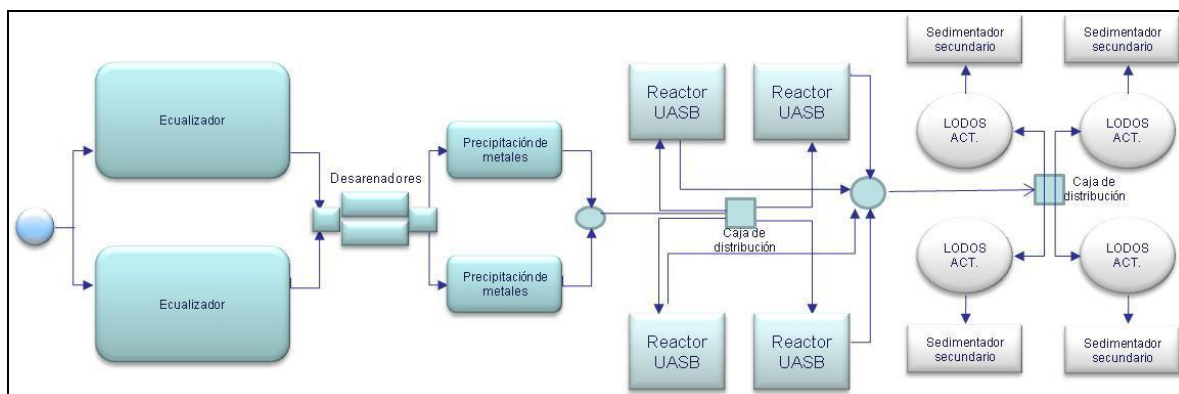 Ecualizador
Ecualizador
Desarenadores
Precipitación de
metales
Precipitación de
metales
Reactor
UASB
Reactor
UASB
Caja de
distribución
Reactor
UASB
Reactor
UASB
Sedimentador
secundario
Sedimentador
secundario
LODOS
ACT.
LODOS
ACT.
Caja de
distribución
LODOS
ACT.
LODOS
ACT.
Sedimentador
secundario
Sedimentador
secundario